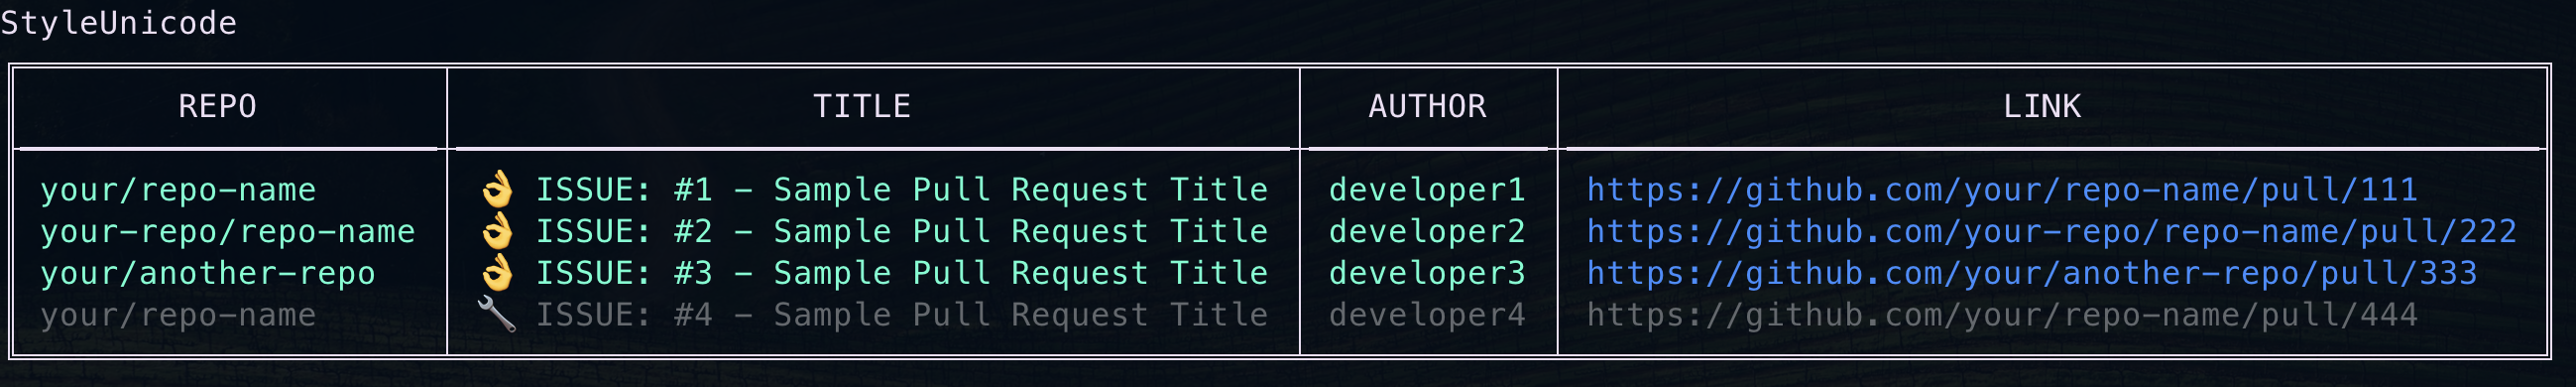 StyleUnicode
REPO TITLE AUTHOR LINK
your/repo-name 👌 ISSUE: #1 - Sample Pull Request Title developer1 https://github.com/your/repo-name/pull/111
your-repo/repo-name 👌 ISSUE: #2 - Sample Pull Request Title developer2 https://github.com/your-repo/repo-name/pull/222
your/another-repo 👌 ISSUE: #3 - Sample Pull Request Title developer3 https://github.com/your/another-repo/pull/333
your/repo-name 🔧 ISSUE: #4 - Sample Pull Request Title developer4 https://github.com/your/repo-name/pull/444